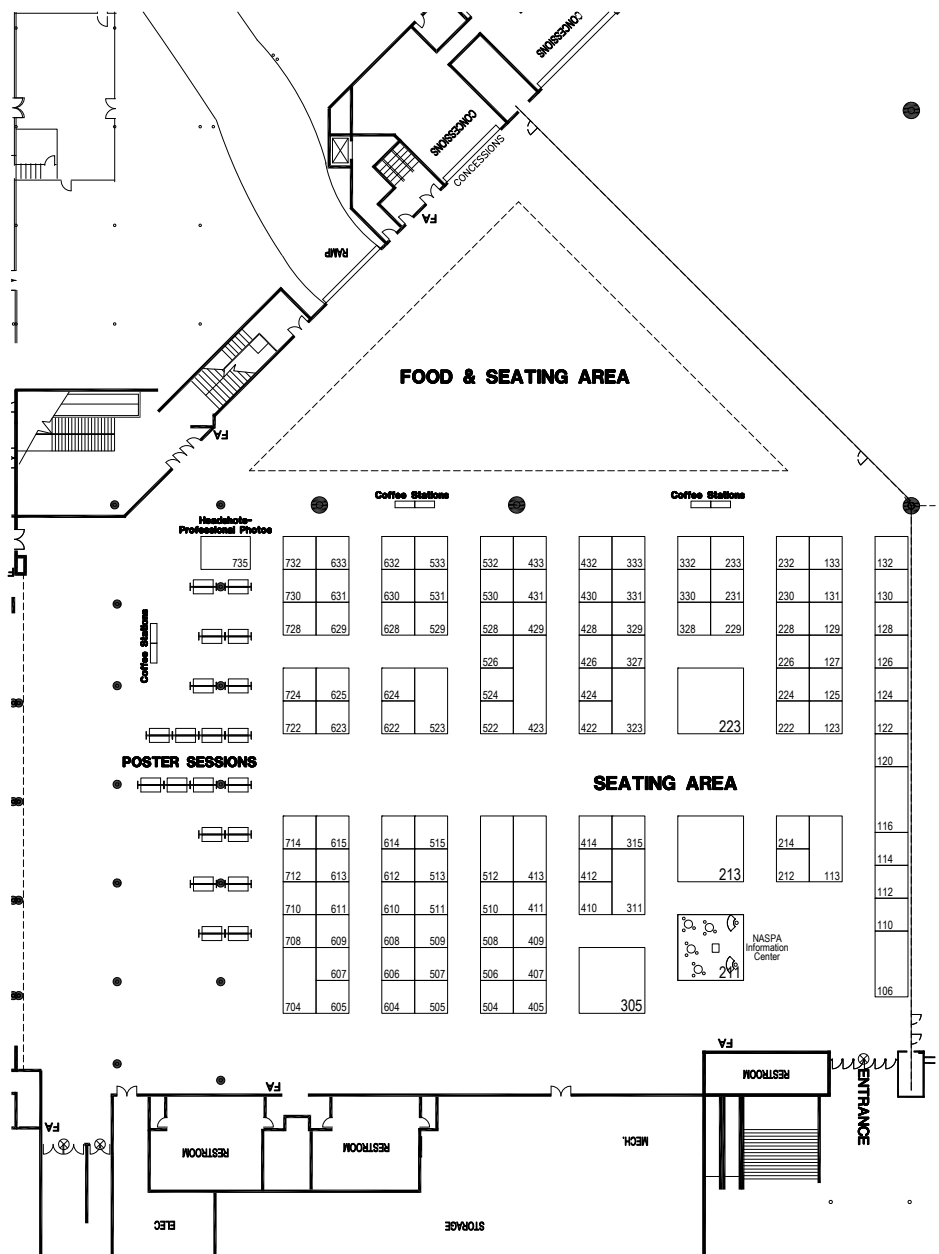 CONCESSIONS
CONCESSIONS
CONCESSIONS
FA
RAMP
FOOD & SEATING AREA
FA
Coffee Stations
Coffee Stations
Headshots-
Professional Photos
735
732 633 632 533 532 433 432 333 332 233 232 133 132
730 631 630 531 530 431 430 331 330 231 230 131 130
728 629 628 529 528 429 428 329 328 229 228 129 128
Coffee Stations
526 426 327 226 127 126
724 625 624 524 424 224 125 124
722 623 622 523 522 423 422 323 223 222 123 122
POSTER SESSIONS
120
SEATING AREA
116
714 615 614 515 414 315 214
114
712 613 612 513 512 413 412 213 212 113
112
710 611 610 511 510 411 410 311
110
708 609 608 509 508 409
NASPA
Information
Center
607 606 507 506 407 211
106
704 605 604 505 504 405 305
FA
RESTROOM
ENTRANCE
FA
FA
RESTROOM
RESTROOM
MECH.
ELEC
STORAGE